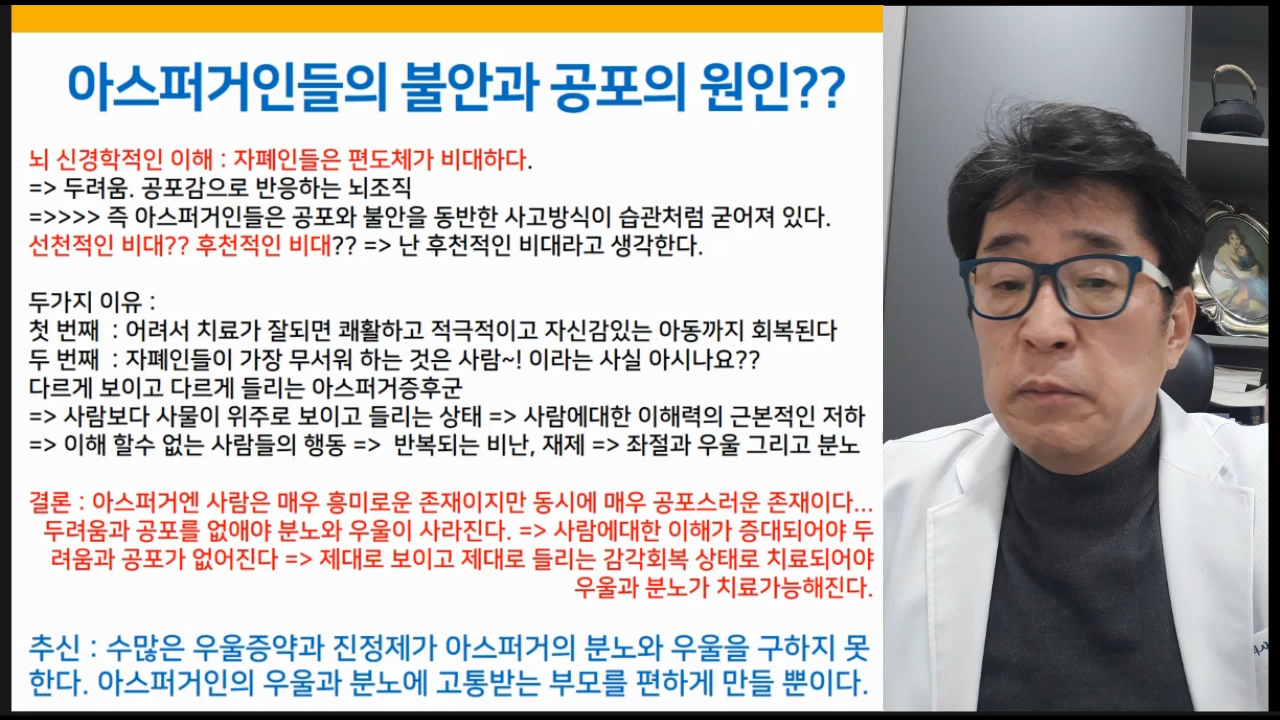 아스퍼거인들의 불안과 공포의 원인??
뇌 신경학적인 이해 : 자폐인들은 편도체가 비대하다.
=> 두려움. 공포감으로 반응하는 뇌조직
=>>>> 즉 아스퍼거인들은 공포와 불안을 동반한 사고방식이 습관처럼 굳어져 있다.
선천적인 비대?? 후천적인 비대?? => 난 후천적인 비대라고 생각한다.
두가지 이유 :
첫 번째 : 어려서 치료가 잘되면 쾌활하고 적극적이고 자신감있는 아동까지 회복된다
두 번째 : 자폐인들이 가장 무서워 하는 것은 사람~! 이라는 사실 아시나요??
다르게 보이고 다르게 들리는 아스퍼거증후군
=> 사람보다 사물이 위주로 보이고 들리는 상태 => 사람에대한 이해력의 근본적인 저하
=> 이해 할수 없는 사람들의 행동 => 반복되는 비난, 재제 => 좌절과 우울 그리고 분노
결론 : 아스퍼거엔 사람은 매우 흥미로운 존재이지만 동시에 매우 공포스러운 존재이다...
두려움과 공포를 없애야 분노와 우울이 사라진다. => 사람에대한 이해가 증대되어야 두
려움과 공포가 없어진다 => 제대로 보이고 제대로 들리는 감각회복 상태로 치료되어야
우울과 분노가 치료가능해진다.
추신 : 수많은 우울증약과 진정제가 아스퍼거의 분노와 우울을 구하지 못
한다. 아스퍼거인의 우울과 분노에 고통받는 부모를 편하게 만들 뿐이다.